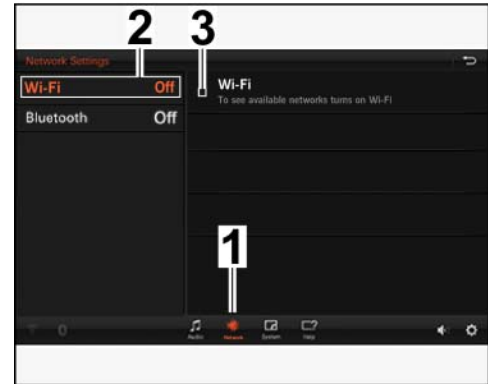 2 3
Network Settings
Wi-Fi Off
Wi-Fi
To see available networks turns on Wi-Fi
Bluetooth Off
1
Audio Network System Help